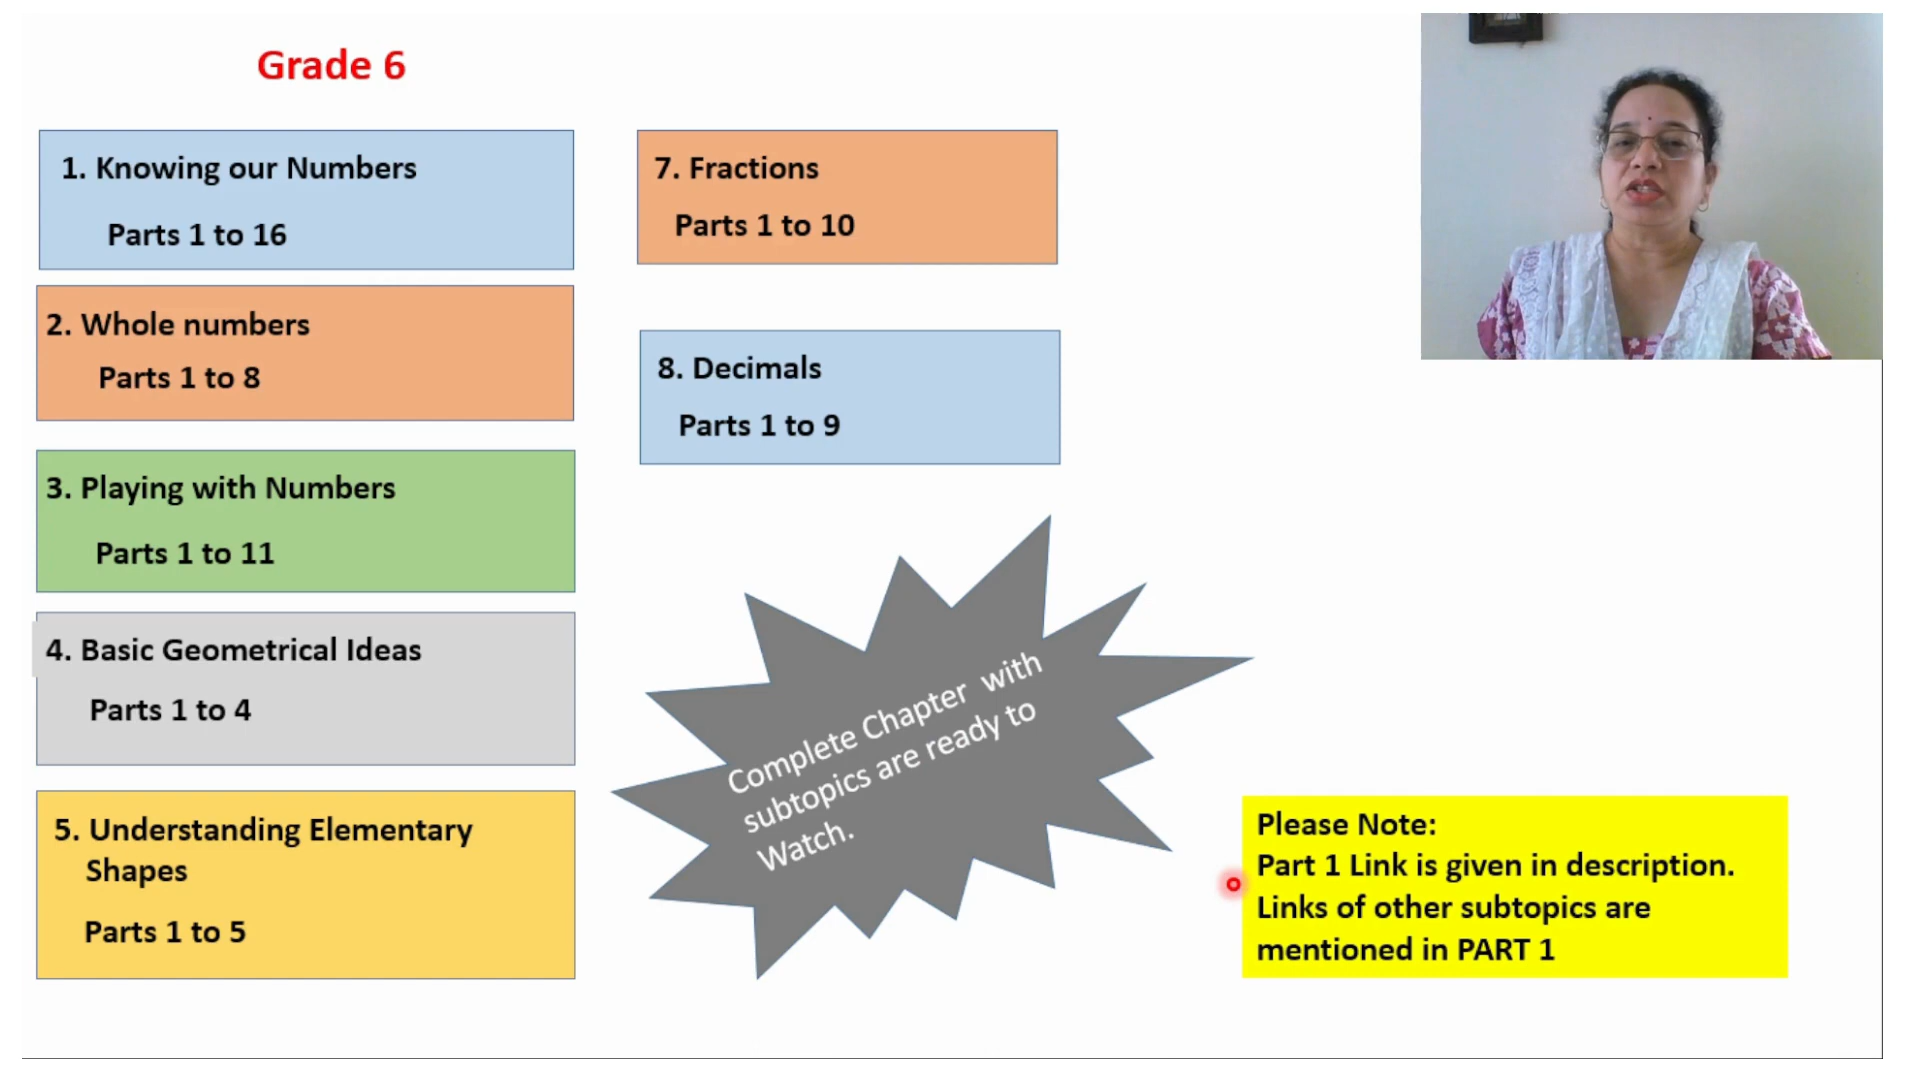 Grade 6
1. Knowing our Numbers
Parts 1 to 16
2. Whole numbers
Parts 1 to 8
3. Playing with Numbers
Parts 1 to 11
4. Basic Geometrical Ideas
Parts 1 to 4
5. Understanding Elementary
Shapes
Parts 1 to 5
7. Fractions
Parts 1 to 10
8. Decimals
Parts 1 to 9
Complete Chapter with
subtopics are ready to
Watch.
Please Note:
Part 1 Link is given in description.
Links of other subtopics are
mentioned in PART 1